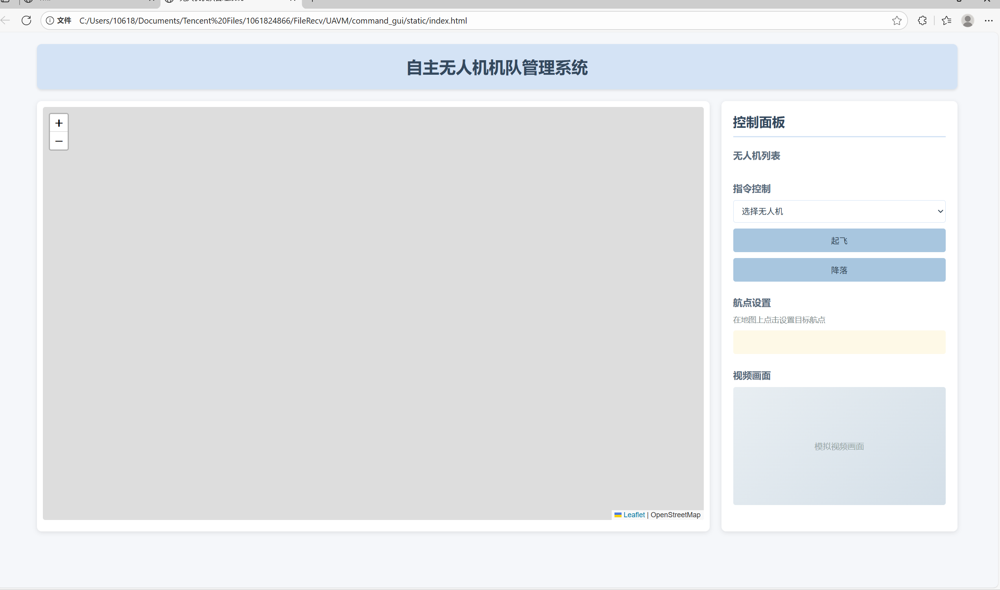 文件 C:/Users/10618/Documents/Tencent%20Files/1061824866/FileRecv/UAVM/command_gui/static/index.html
自主无人机机队管理系统
+
−
Leaflet | OpenStreetMap
控制面板
无人机列表
指令控制
选择无人机
起飞
降落
航点设置
在地图上点击设置目标航点
视频画面
模拟视频画面